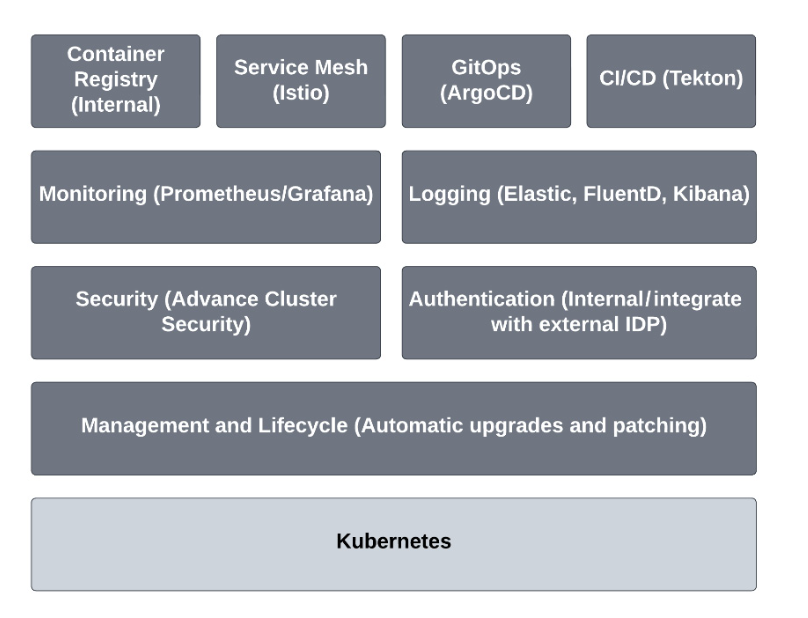 Container
Registry
(Internal)
Service Mesh
(Istio)
GitOps
(ArgoCD)
CI/CD (Tekton)
Monitoring (Prometheus/Grafana)
Logging (Elastic, FluentD, Kibana)
Security (Advance Cluster
Security)
Authentication (Internal/integrate
with external IDP)
Management and Lifecycle (Automatic upgrades and patching)
Kubernetes